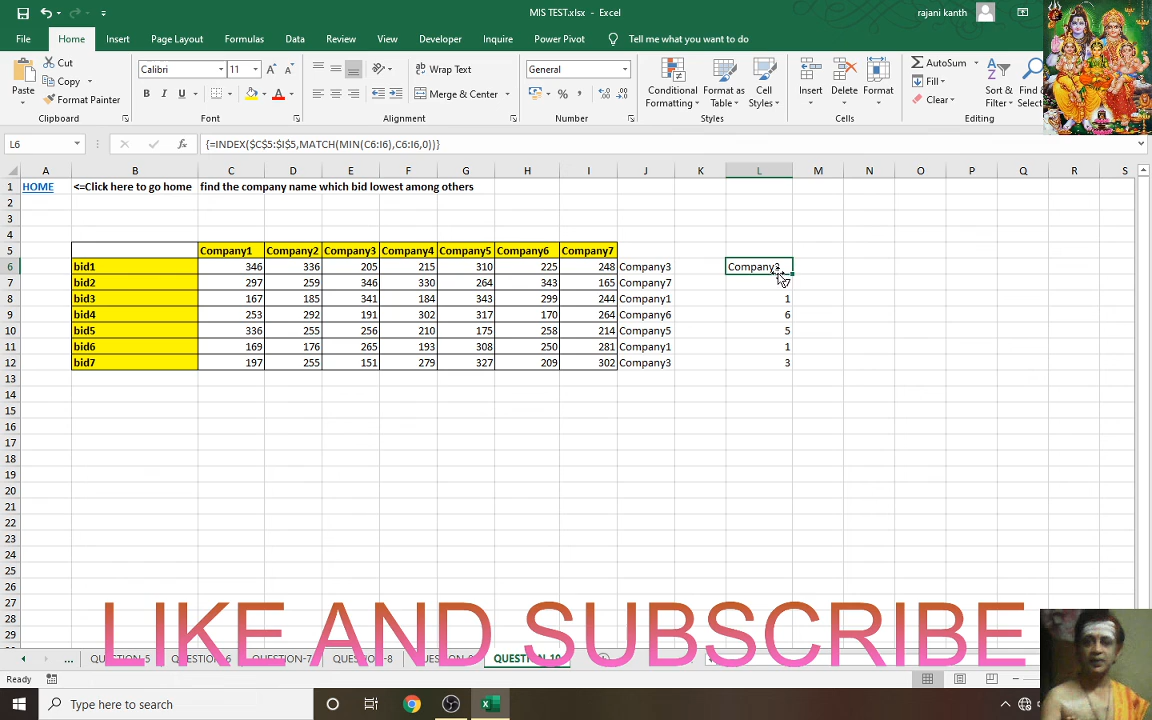 MIS TEST.xlsx - Excel
rajani kanth
File Home Insert Page Layout Formulas Data Review View Developer Inquire Power Pivot Tell me what you want to do
Paste
Cut
Copy
Format Painter
Clipboard
Calibri 11
B I U
Font
Wrap Text
Merge & Center
Alignment
General
Number
Conditional Formatting
Format as Table
Cell Styles
Styles
Insert Delete Format
Cells
AutoSum
Fill
Clear
Sort & Filter
Find
Selec
Editing
L6
{=INDEX($C$5:$I$5,MATCH(MIN(C6:I6),C6:I6,0))}
A B C D E F G H I J K L M N O P Q R S
1 HOME <=Click here to go home find the company name which bid lowest among others
2
3
4
5 Company1 Company2 Company3 Company4 Company5 Company6 Company7
6 bid1 346 336 205 215 310 225 248 Company3 Company3
7 bid2 297 259 346 330 264 343 165 Company7 7
8 bid3 167 185 341 184 343 299 244 Company1 1
9 bid4 253 292 191 302 317 170 264 Company6 6
10 bid5 336 255 256 210 175 258 214 Company5 5
11 bid6 169 176 265 193 308 250 281 Company1 1
12 bid7 197 255 151 279 327 209 302 Company3 3
13
14
15
16
17
18
19
20
21
22
23
24
25
26
27
28
29
LIKE AND SUBSCRIBE
... QUESTION-5 QUESTION-6 QUESTION-7 QUESTION-8 QUESTION-10
Ready
Type here to search